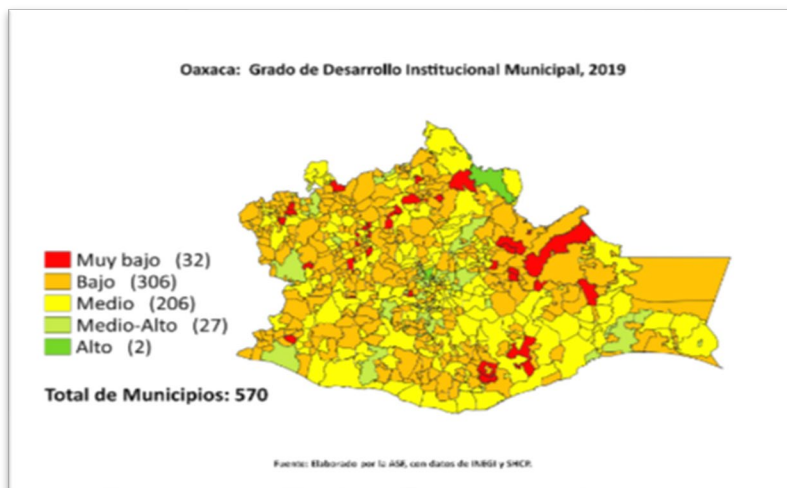 Oaxaca: Grado de Desarrollo Institucional Municipal, 2019
Muy bajo (32)
Bajo (306)
Medio (206)
Medio-Alto (27)
Alto (2)
Total de Municipios: 570
Fuente: Elaborado por la ASF, con datos de INEGI y SHCP.